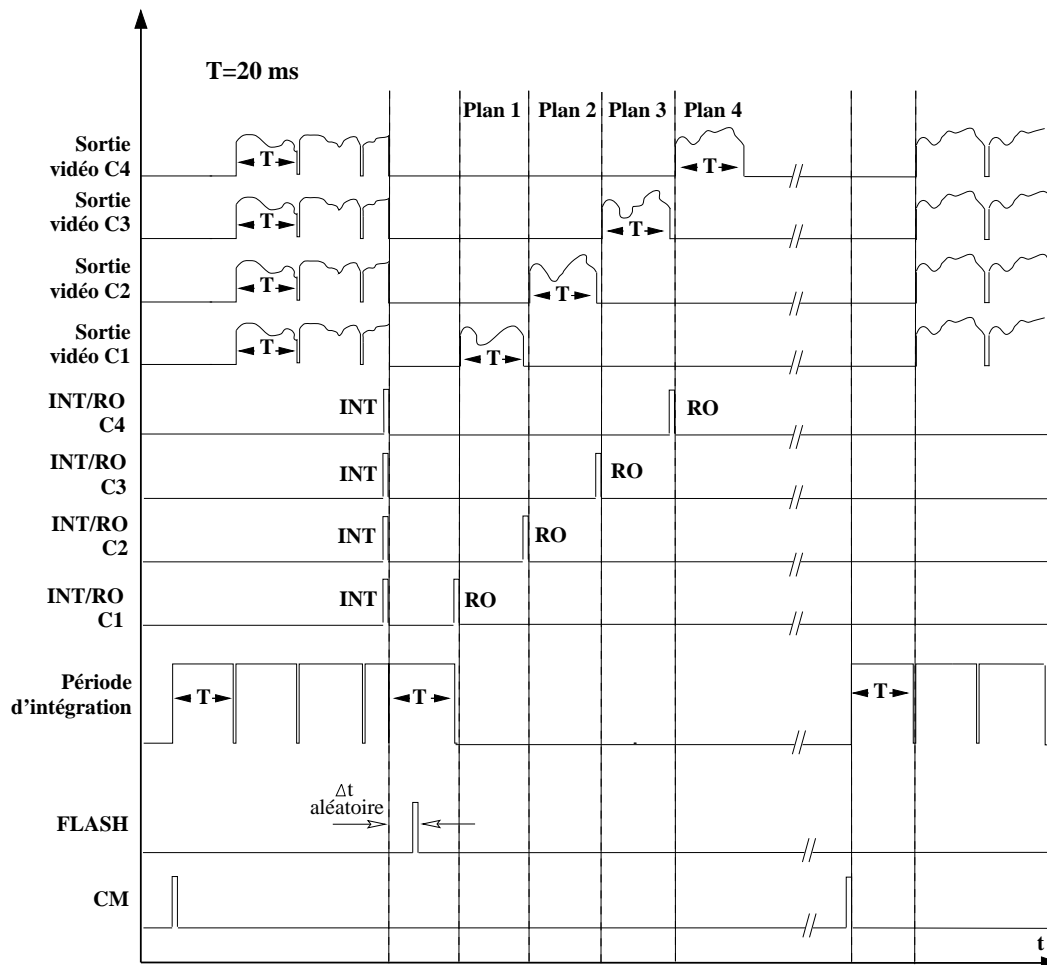 T=20 ms
Plan 1 Plan 2 Plan 3 Plan 4
Sortie
vidéo C4
T T
Sortie
vidéo C3
T T
Sortie
vidéo C2
T T
Sortie
vidéo C1
T T
INT/RO
C4
INT RO
INT/RO
C3
INT RO
INT/RO
C2
INT RO
INT/RO
C1
INT RO
Période
d'intégration
T T T
Δt
aléatoire
FLASH
CM
t